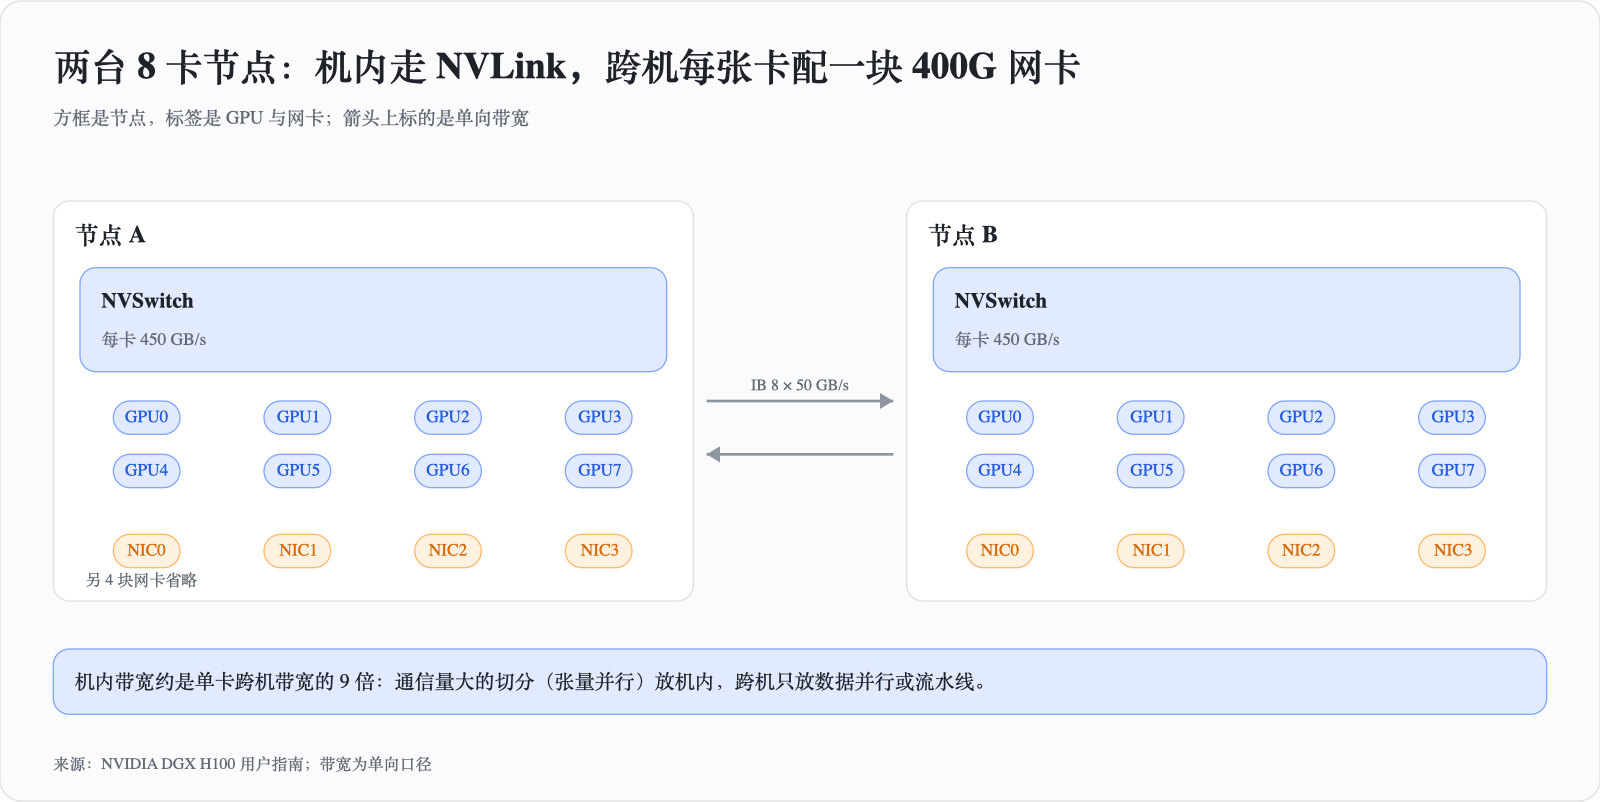 两台 8 卡节点：机内走 NVLink，跨机每张卡配一块 400G 网卡
方框是节点，标签是 GPU 与网卡；箭头上标的是单向带宽
节点 A
NVSwitch
每卡 450 GB/s
GPU0 GPU1 GPU2 GPU3
GPU4 GPU5 GPU6 GPU7
NIC0 NIC1 NIC2 NIC3
另 4 块网卡省略
IB 8 × 50 GB/s
节点 B
NVSwitch
每卡 450 GB/s
GPU0 GPU1 GPU2 GPU3
GPU4 GPU5 GPU6 GPU7
NIC0 NIC1 NIC2 NIC3
机内带宽约是单卡跨机带宽的 9 倍：通信量大的切分（张量并行）放机内，跨机只放数据并行或流水线。
来源：NVIDIA DGX H100 用户指南；带宽为单向口径